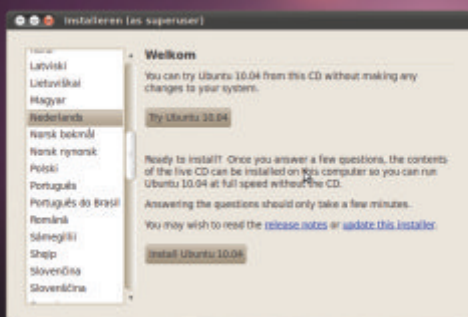 Installeren (as superuser)
Latviski
Lietuviškai
Magyar
Nederlands
Norsk bokmål
Norsk nynorsk
Polski
Português
Português do Brasil
Română
Sámegillii
Shqip
Slovenčina
Slovenščina
Welkom
You can try Ubuntu 10.04 from this CD without making any
changes to your system.
Try Ubuntu 10.04
Ready to install? Once you answer a few questions, the contents
of the live CD can be installed on this computer so you can run
Ubuntu 10.04 at full speed without the CD.
Answering the questions should only take a few minutes.
You may wish to read the release notes or update this installer.
Install Ubuntu 10.04